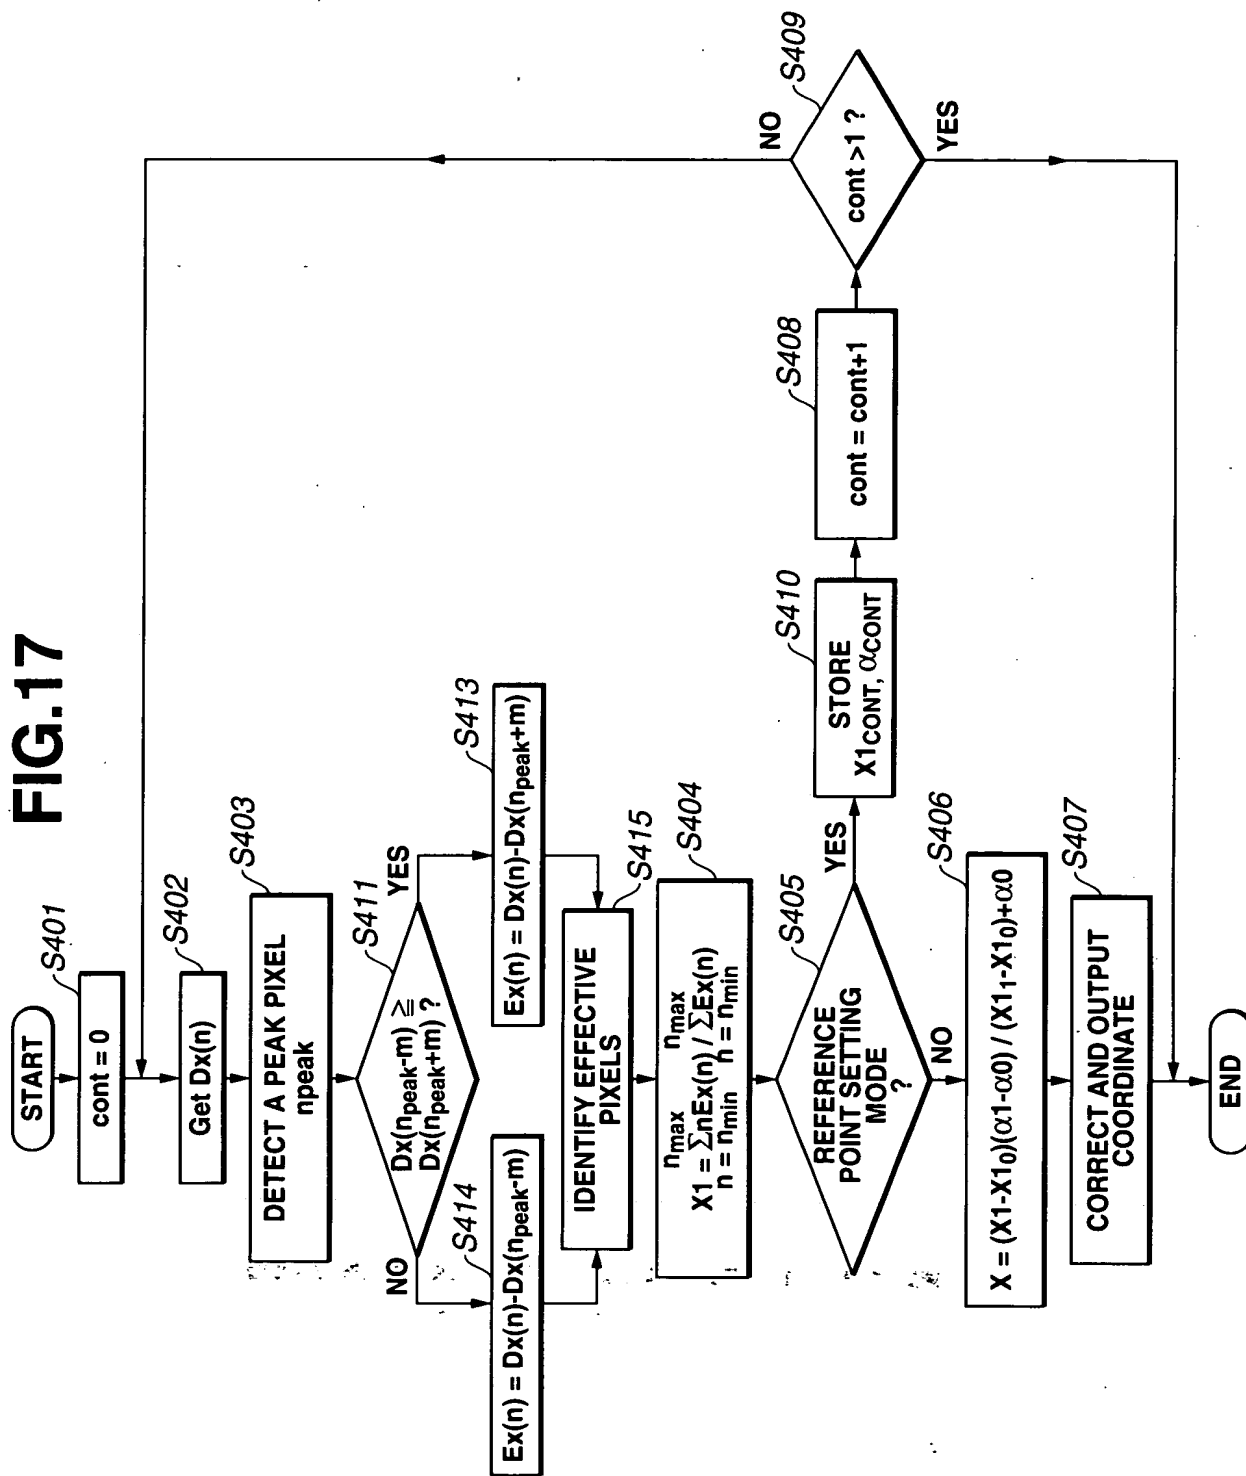 FIG.17
START
S401
cont = 0
S402
Get Dx(n)
S403
DETECT A PEAK PIXEL
npeak
S411
Dx(npeak-m) ≧
Dx(npeak+m) ?
YES
NO
S413
Ex(n) = Dx(n)-Dx(npeak+m)
S414
Ex(n) = Dx(n)-Dx(npeak-m)
S415
IDENTIFY EFFECTIVE
PIXELS
S404
nmax nmax
X1 = ΣnEx(n) / ΣEx(n)
n = nmin n = nmin
S405
REFERENCE
POINT SETTING
MODE
?
YES
NO
S410
STORE
X1CONT, αCONT
S408
cont = cont+1
S409
cont >1 ?
NO
YES
S406
X = (X1-X10)(α1-α0) / (X11-X10)+α0
S407
CORRECT AND OUTPUT
COORDINATE
END